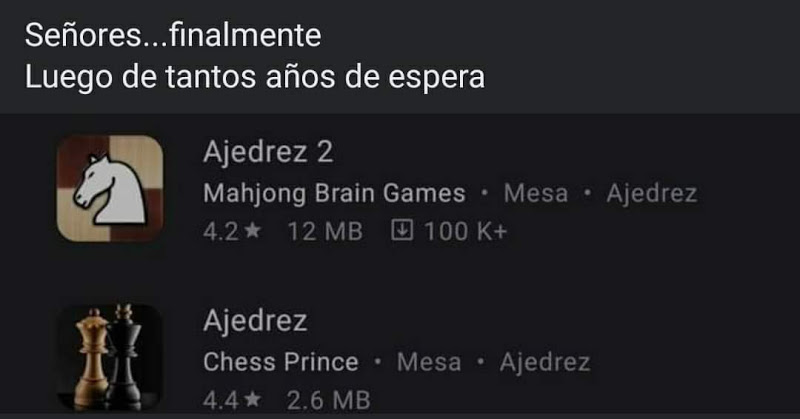 Señores...finalmente
Luego de tantos años de espera
Ajedrez 2
Mahjong Brain Games • Mesa • Ajedrez
4.2★ 12 MB 100 K+
Ajedrez
Chess Prince • Mesa • Ajedrez
4.4★ 2.6 MB